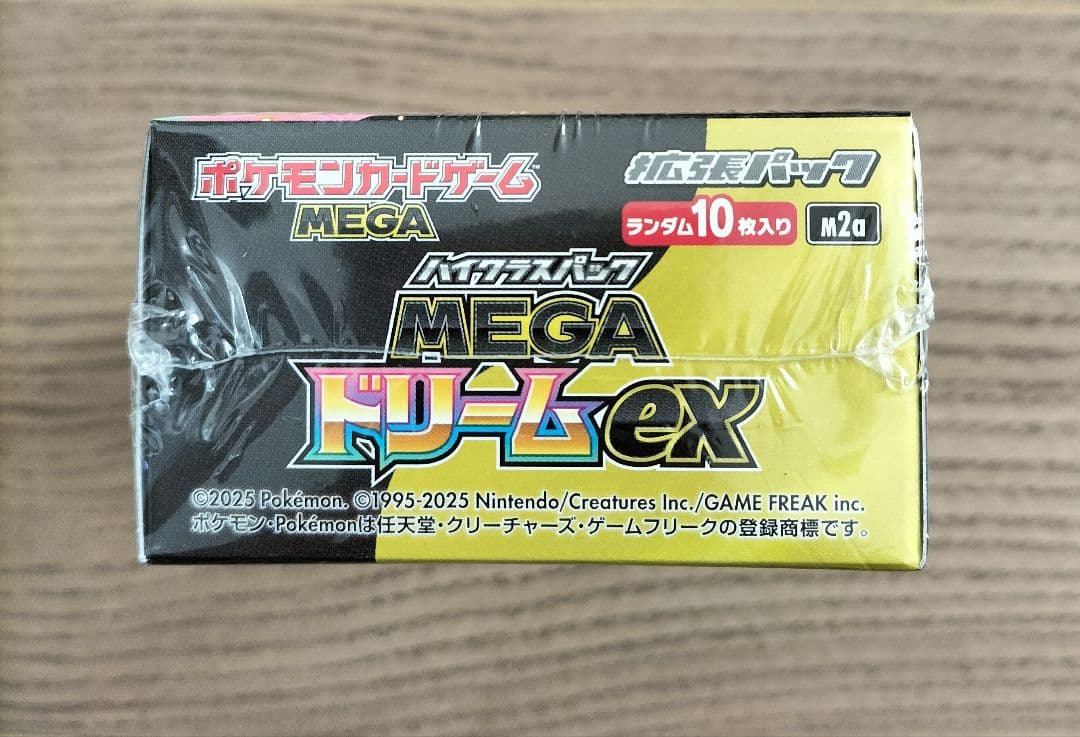 ポケモンカードゲーム
MEGA
拡張パック
ランダム10枚入り
M2a
ハイクラスパック
MEGA
ドリームex
©2025 Pokémon. ©1995-2025 Nintendo/Creatures Inc./GAME FREAK inc.
ポケモン・Pokémonは任天堂・クリーチャーズ・ゲームフリークの登録商標です。